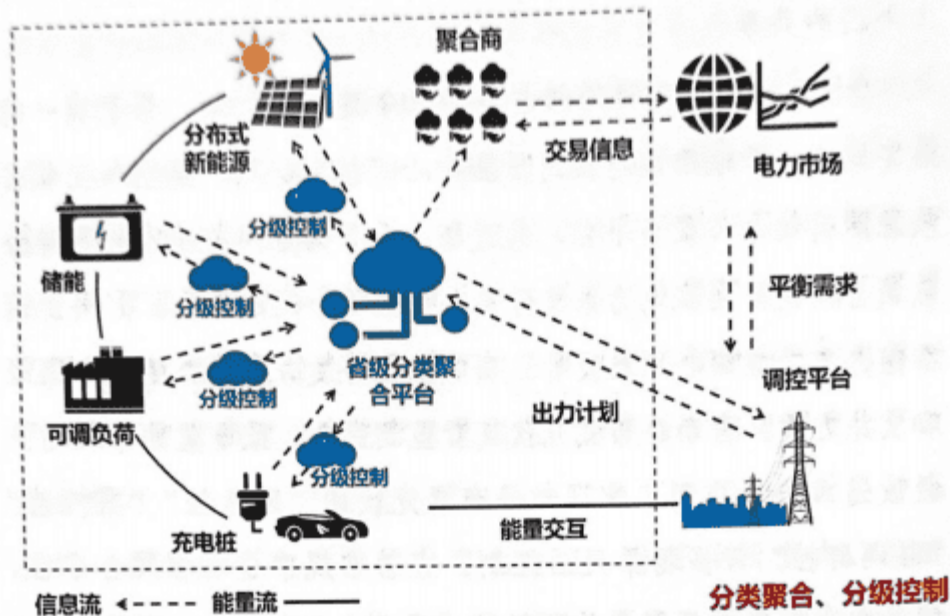 聚合商
分布式
新能源
交易信息
电力市场
分级控制
储能
分级控制
平衡需求
省级分类聚
合平台
分级控制
调控平台
可调负荷
出力计划
分级控制
充电桩
能量交互
信息流
能量流
分类聚合、分级控制